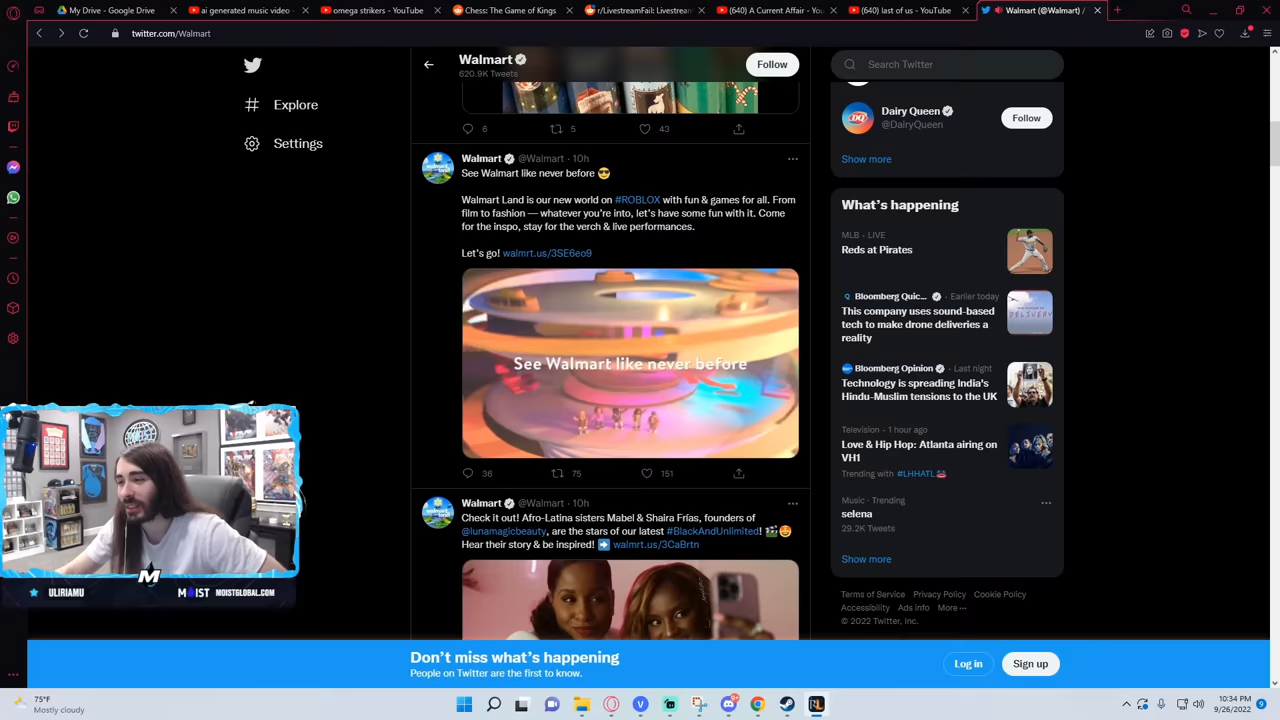 My Drive - Google Drive
ai generated music video -
omega strikers - YouTube
Chess: The Game of Kings
r/LivestreamFail: Livestream
(640) A Current Affair - You
(640) last of us - YouTube
Walmart (@Walmart) /
twitter.com/Walmart
Explore
Settings
Walmart
620.9K Tweets
Follow
6
5
43
Walmart @Walmart · 10h
See Walmart like never before 😎
Walmart Land is our new world on #ROBLOX with fun & games for all. From
film to fashion — whatever you're into, let's have some fun with it. Come
for the inspo, stay for the verch & live performances.
Let's go! walmrt.us/3SE6eo9
See Walmart like never before
36
75
151
Walmart @Walmart · 10h
Check it out! Afro-Latina sisters Mabel & Shaira Frías, founders of
@lunamagicbeauty, are the stars of our latest #BlackAndUnlimited! 🎬🤩
Hear their story & be inspired! ➡️ walmrt.us/3CaBrtn
Search Twitter
Dairy Queen
@DairyQueen
Follow
Show more
What's happening
MLB · LIVE
Reds at Pirates
Bloomberg Quic... · Earlier today
This company uses sound-based
tech to make drone deliveries a
reality
DELIVERY
Bloomberg Opinion · Last night
Technology is spreading India's
Hindu-Muslim tensions to the UK
Television · 1 hour ago
Love & Hip Hop: Atlanta airing on
VH1
Trending with #LHHATL
Music · Trending
selena
29.2K Tweets
Show more
Terms of Service Privacy Policy Cookie Policy
Accessibility Ads info More ···
© 2022 Twitter, Inc.
M
ULIRIAMU
MOIST MOISTGLOBAL.COM
Don't miss what's happening
People on Twitter are the first to know.
Log in
Sign up
75°F
Mostly cloudy
10:34 PM
9/26/2022
9